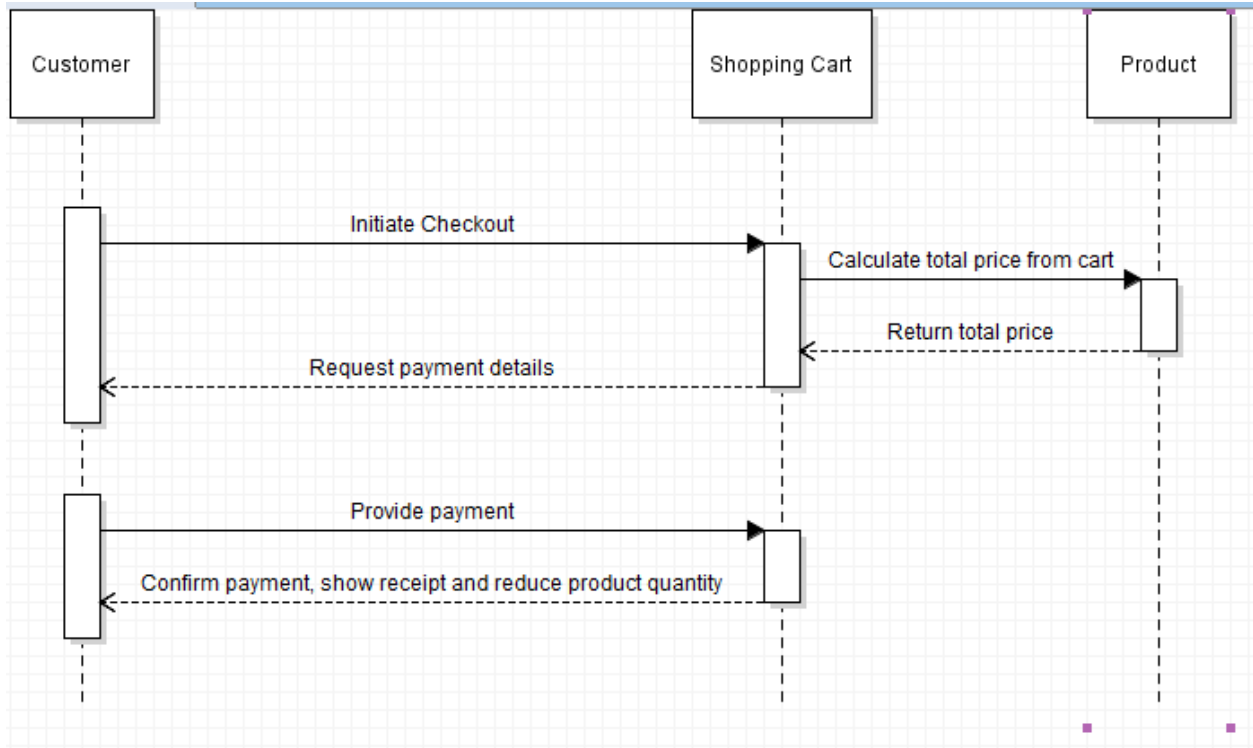 Customer
Shopping Cart
Product
Initiate Checkout
Calculate total price from cart
Return total price
Request payment details
Provide payment
Confirm payment, show receipt and reduce product quantity